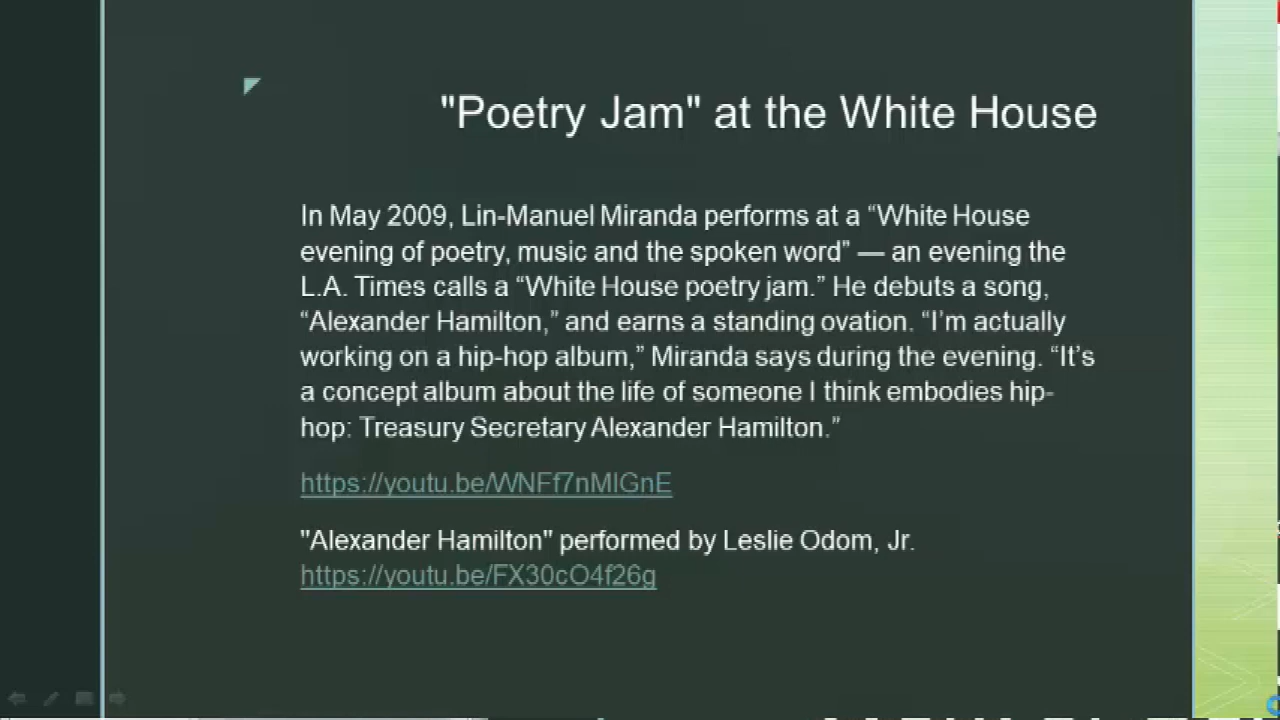 "Poetry Jam" at the White House
In May 2009, Lin-Manuel Miranda performs at a “White House
evening of poetry, music and the spoken word” — an evening the
L.A. Times calls a “White House poetry jam.” He debuts a song,
“Alexander Hamilton,” and earns a standing ovation. “I’m actually
working on a hip-hop album,” Miranda says during the evening. “It’s
a concept album about the life of someone I think embodies hip-
hop: Treasury Secretary Alexander Hamilton.”
https://youtu.be/WNFf7nMIGnE
"Alexander Hamilton" performed by Leslie Odom, Jr.
https://youtu.be/FX30cO4f26g